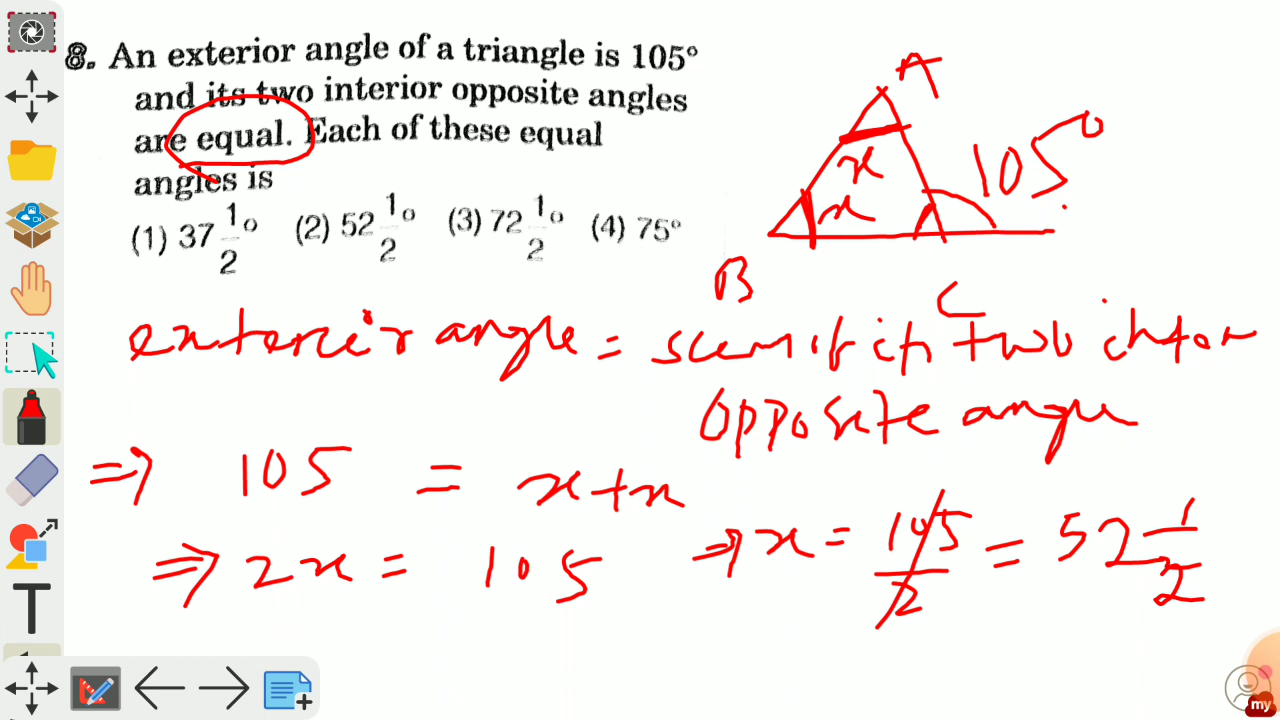 8. An exterior angle of a triangle is 105°
and its two interior opposite angles
are equal. Each of these equal
angles is
(1) 37 1/2° (2) 52 1/2° (3) 72 1/2° (4) 75°
A
x
x
105°
B
C
exterier angle = sum of its two inter
opposite angle
⇒ 105 = x+x
⇒ 2x = 105 ⇒ x = 105/2 = 52 1/2
T
my